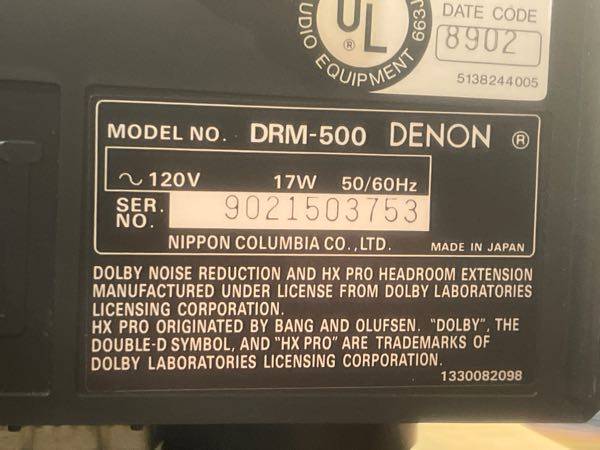 DATE CODE
8902
UL
®
AUDIO EQUIPMENT 663J
5138244005
MODEL NO. DRM-500 DENON ®
~ 120V 17W 50/60Hz
SER. NO. 9021503753
NIPPON COLUMBIA CO.,LTD. MADE IN JAPAN
DOLBY NOISE REDUCTION AND HX PRO HEADROOM EXTENSION
MANUFACTURED UNDER LICENSE FROM DOLBY LABORATORIES
LICENSING CORPORATION.
HX PRO ORIGINATED BY BANG AND OLUFSEN. "DOLBY", THE
DOUBLE-D SYMBOL, AND "HX PRO" ARE TRADEMARKS OF
DOLBY LABORATORIES LICENSING CORPORATION.
1330082098